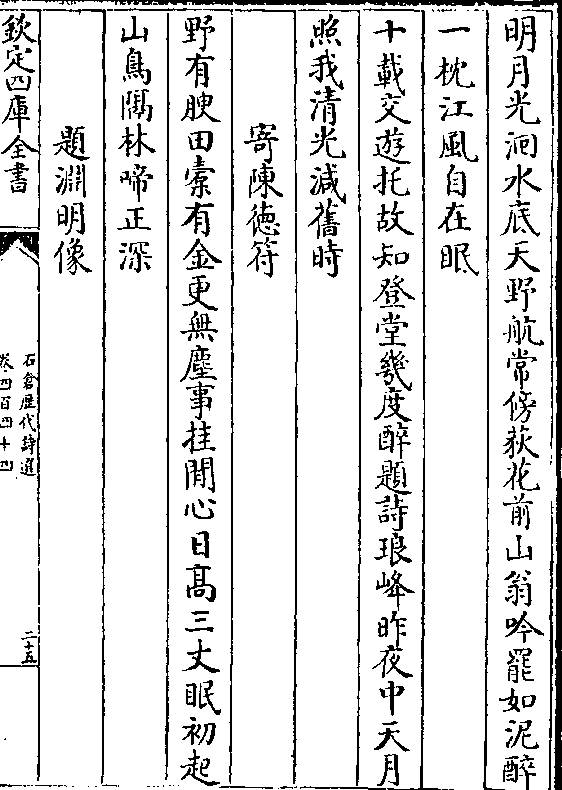 明月光洄水底天野航常傍荻花前山翁吟罷如泥醉
一枕江風自在眠
十載交遊托故知登堂幾度醉題詩琅峰昨夜中天月
照我清光減舊時
寄陳徳符
野有腴田橐有金更無塵事挂閒心日髙三丈眠初起
山鳥隔林啼正深
題淵明像
欽定四庫全書
石倉歴代詩選
卷四百四十四
二十五